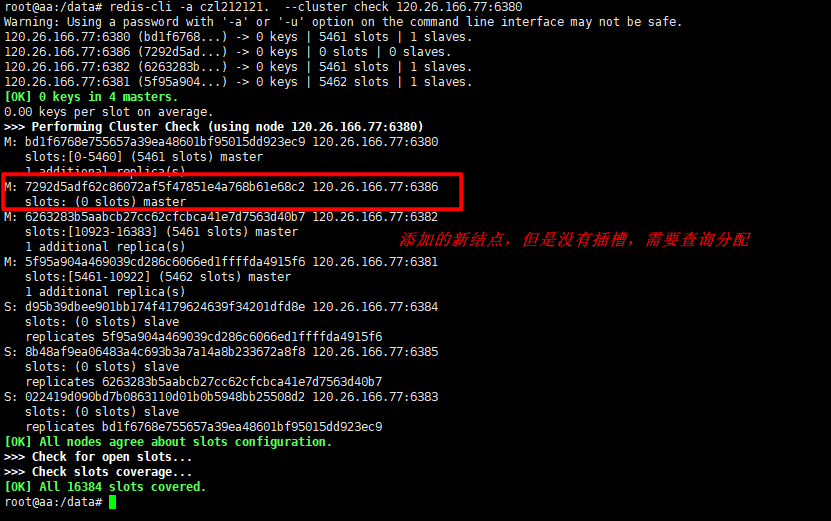 root@aa:/data# redis-cli -a czl212121.  --cluster check 120.26.166.77:6380
Warning: Using a password with '-a' or '-u' option on the command line interface may not be safe.
120.26.166.77:6380 (bd1f6768...) -> 0 keys | 5461 slots | 1 slaves.
120.26.166.77:6386 (7292d5ad...) -> 0 keys | 0 slots | 0 slaves.
120.26.166.77:6382 (6263283b...) -> 0 keys | 5461 slots | 1 slaves.
120.26.166.77:6381 (5f95a904...) -> 0 keys | 5462 slots | 1 slaves.
[OK] 0 keys in 4 masters.
0.00 keys per slot on average.
>>> Performing Cluster Check (using node 120.26.166.77:6380)
M: bd1f6768e755657a39ea48601bf95015dd923ec9 120.26.166.77:6380
slots:[0-5460] (5461 slots) master
1 additional replica(s)
M: 7292d5adf62c86072af5f47851e4a768b61e68c2 120.26.166.77:6386
slots: (0 slots) master
M: 6263283b5aabcb27cc62cfcbca41e7d7563d40b7 120.26.166.77:6382
slots:[10923-16383] (5461 slots) master
添加的新结点，但是没有插槽，需要查询分配
1 additional replica(s)
M: 5f95a904a469039cd286c6066ed1ffffda4915f6 120.26.166.77:6381
slots:[5461-10922] (5462 slots) master
1 additional replica(s)
S: d95b39dbee901bb174f4179624639f34201dfd8e 120.26.166.77:6384
slots: (0 slots) slave
replicates 5f95a904a469039cd286c6066ed1ffffda4915f6
S: 8b48af9ea06483a4c693b3a7a14a8b233672a8f8 120.26.166.77:6385
slots: (0 slots) slave
replicates 6263283b5aabcb27cc62cfcbca41e7d7563d40b7
S: 022419d090bd7b0863110d01b0b5948bb25508d2 120.26.166.77:6383
slots: (0 slots) slave
replicates bd1f6768e755657a39ea48601bf95015dd923ec9
[OK] All nodes agree about slots configuration.
>>> Check for open slots...
>>> Check slots coverage...
[OK] All 16384 slots covered.
root@aa:/data#